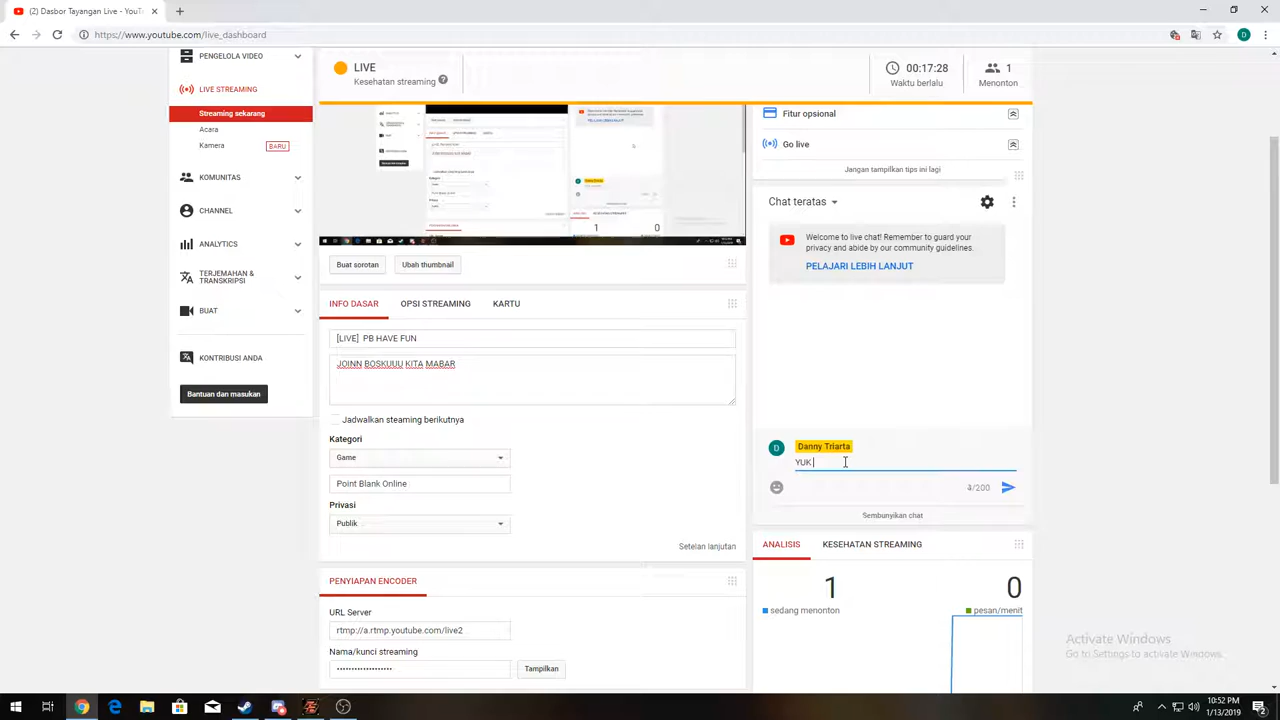 (2) Dasbor Tayangan Live - YouTube
https://www.youtube.com/live_dashboard
PENGELOLA VIDEO
LIVE STREAMING
Streaming sekarang
Acara
Kamera
BARU
KOMUNITAS
CHANNEL
ANALYTICS
TERJEMAHAN &
TRANSKRIPSI
BUAT
KONTRIBUSI ANDA
Bantuan dan masukan
LIVE
Kesehatan streaming
00:17:28
Waktu berlalu
1
Menonton
1
0
Buat sorotan
Ubah thumbnail
INFO DASAR
OPSI STREAMING
KARTU
[LIVE] PB HAVE FUN
JOINN BOSKUUU KITA MABAR
Jadwalkan steaming berikutnya
Kategori
Game
Point Blank Online
Privasi
Publik
Setelan lanjutan
PENYIAPAN ENCODER
URL Server
rtmp://a.rtmp.youtube.com/live2
Nama/kunci streaming
••••••••••••••••••••
Tampilkan
Fitur opsional
Go live
Jangan tampilkan tips ini lagi
Chat teratas
Welcome to live chat! Remember to guard your
privacy and abide by our community guidelines.
PELAJARI LEBIH LANJUT
D
Danny Triarta
YUK
/200
Sembunyikan chat
ANALISIS
KESEHATAN STREAMING
1
sedang menonton
0
pesan/menit
Activate Windows
Go to Settings to activate Windows.
10:52 PM
1/13/2019